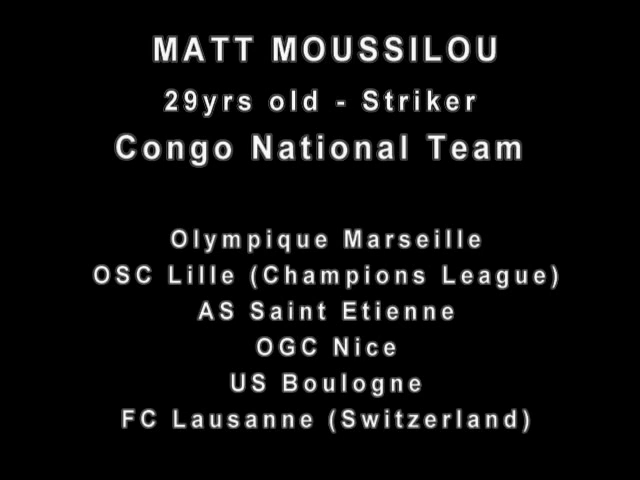 MATT MOUSSILOU
29yrs old - Striker
Congo National Team
Olympique Marseille
OSC Lille (Champions League)
AS Saint Etienne
OGC Nice
US Boulogne
FC Lausanne (Switzerland)